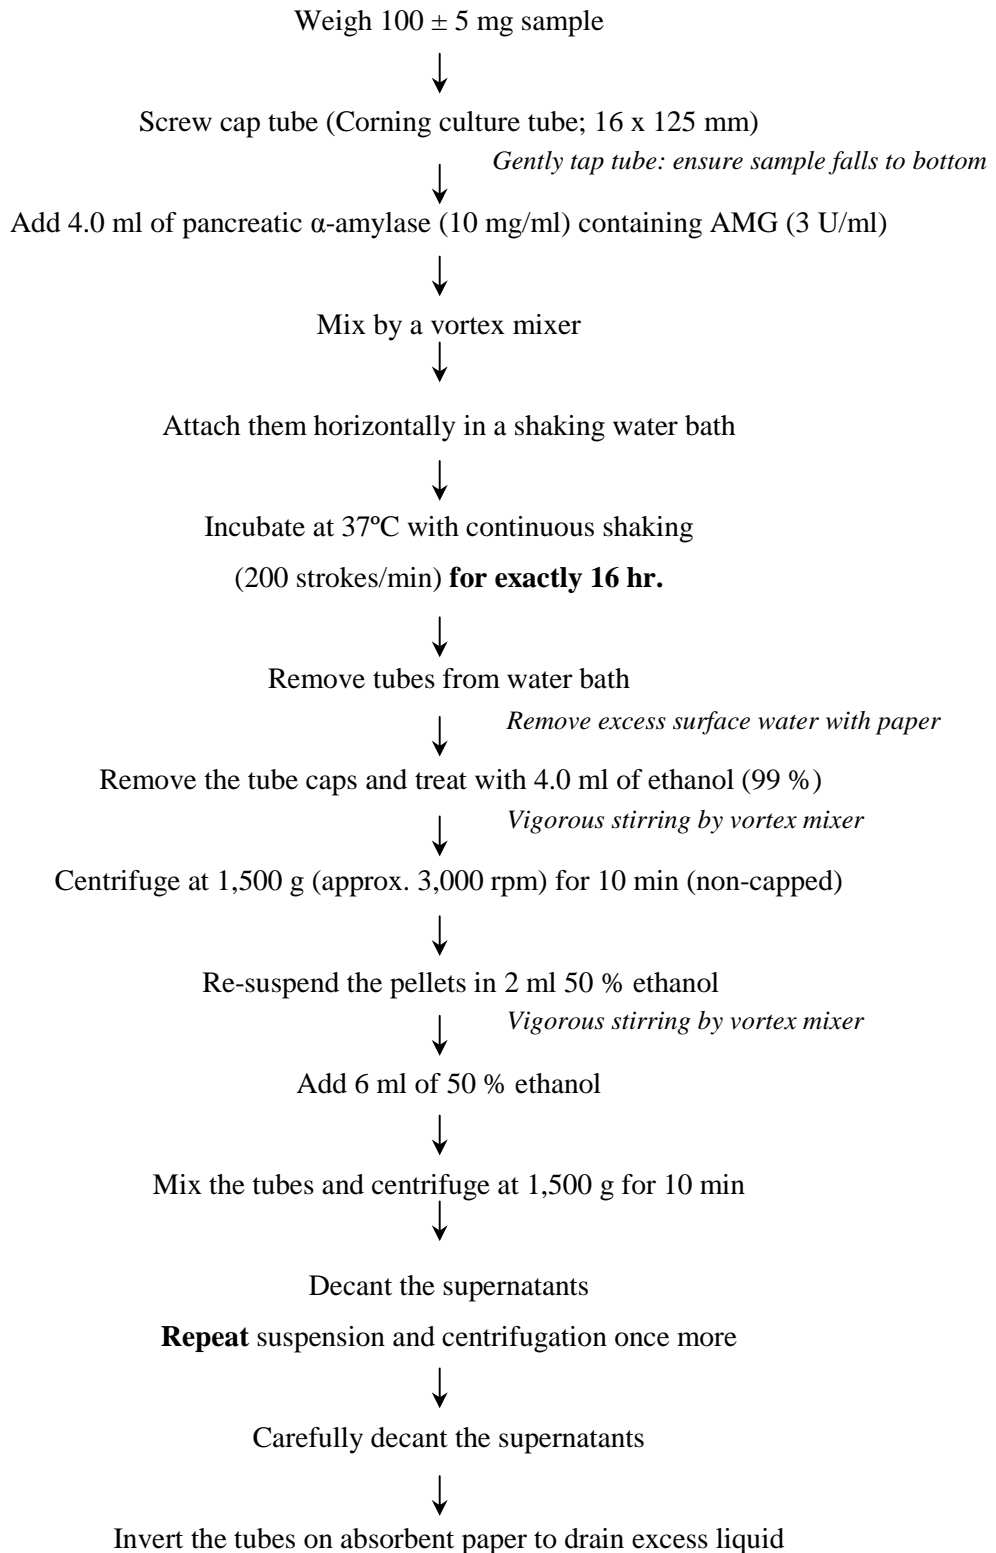 Weigh 100 ± 5 mg sample
Screw cap tube (Corning culture tube; 16 x 125 mm)
Gently tap tube: ensure sample falls to bottom
Add 4.0 ml of pancreatic α-amylase (10 mg/ml) containing AMG (3 U/ml)
Mix by a vortex mixer
Attach them horizontally in a shaking water bath
Incubate at 37ºC with continuous shaking
(200 strokes/min) for exactly 16 hr.
Remove tubes from water bath
Remove excess surface water with paper
Remove the tube caps and treat with 4.0 ml of ethanol (99 %)
Vigorous stirring by vortex mixer
Centrifuge at 1,500 g (approx. 3,000 rpm) for 10 min (non-capped)
Re-suspend the pellets in 2 ml 50 % ethanol
Vigorous stirring by vortex mixer
Add 6 ml of 50 % ethanol
Mix the tubes and centrifuge at 1,500 g for 10 min
Decant the supernatants
Repeat suspension and centrifugation once more
Carefully decant the supernatants
Invert the tubes on absorbent paper to drain excess liquid